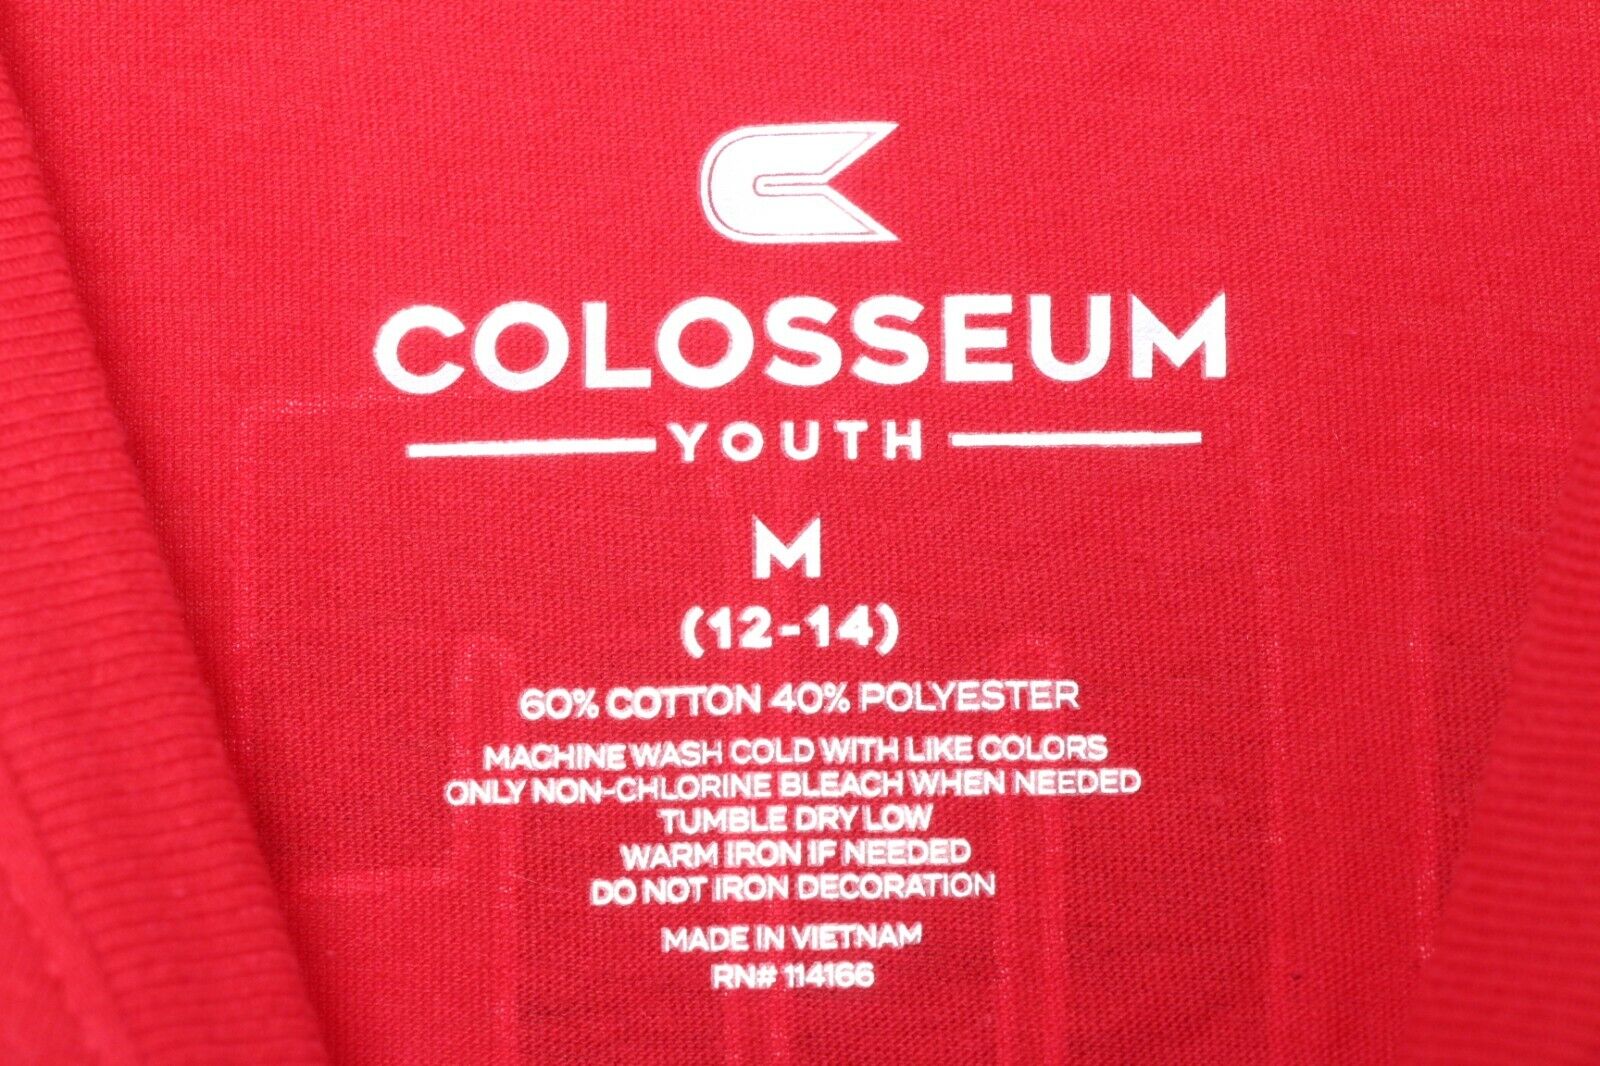 COLOSSEUM
YOUTH
M
(12-14)
60% COTTON 40% POLYESTER
MACHINE WASH COLD WITH LIKE COLORS
ONLY NON-CHLORINE BLEACH WHEN NEEDED
TUMBLE DRY LOW
WARM IRON IF NEEDED
DO NOT IRON DECORATION
MADE IN VIETNAM
RN# 114166